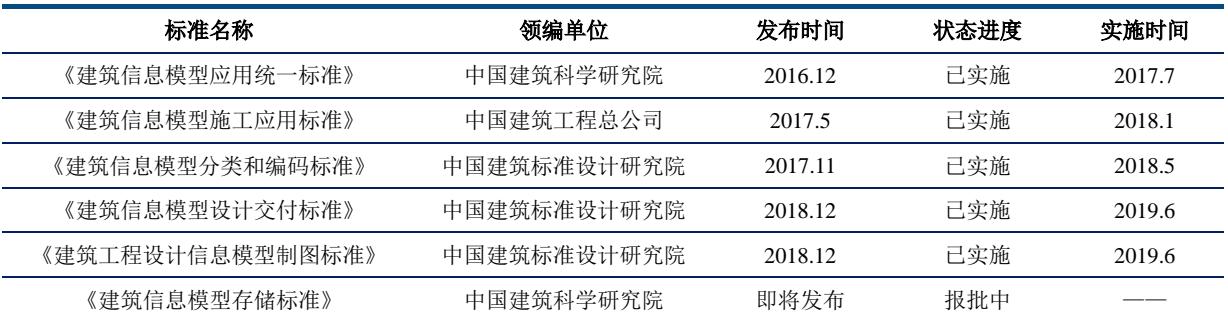 标准名称 领编单位 发布时间 状态进度 实施时间
《建筑信息模型应用统一标准》 中国建筑科学研究院 2016.12 已实施 2017.7
《建筑信息模型施工应用标准》 中国建筑工程总公司 2017.5 已实施 2018.1
《建筑信息模型分类和编码标准》 中国建筑标准设计研究院 2017.11 已实施 2018.5
《建筑信息模型设计交付标准》 中国建筑标准设计研究院 2018.12 已实施 2019.6
《建筑工程设计信息模型制图标准》 中国建筑标准设计研究院 2018.12 已实施 2019.6
《建筑信息模型存储标准》 中国建筑科学研究院 即将发布 报批中 ——